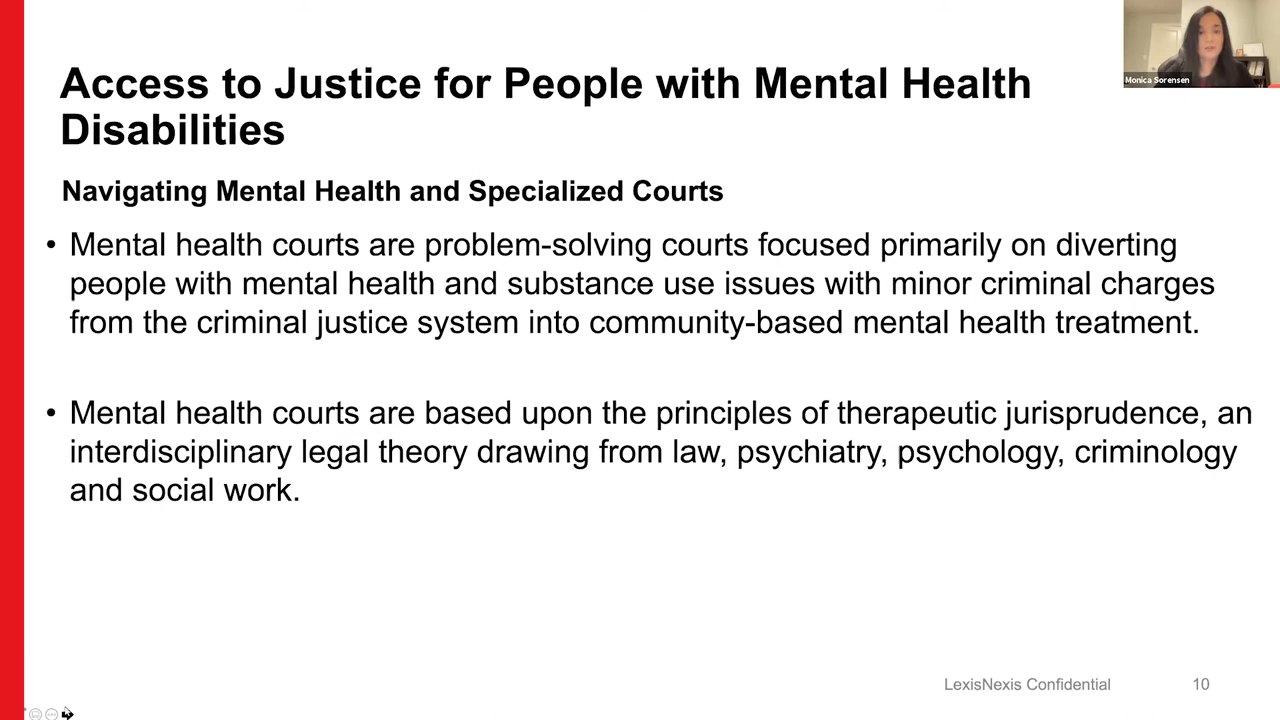 Monica Sorensen
Access to Justice for People with Mental Health
Disabilities
Navigating Mental Health and Specialized Courts
• Mental health courts are problem-solving courts focused primarily on diverting
people with mental health and substance use issues with minor criminal charges
from the criminal justice system into community-based mental health treatment.
• Mental health courts are based upon the principles of therapeutic jurisprudence, an
interdisciplinary legal theory drawing from law, psychiatry, psychology, criminology
and social work.
LexisNexis Confidential 10